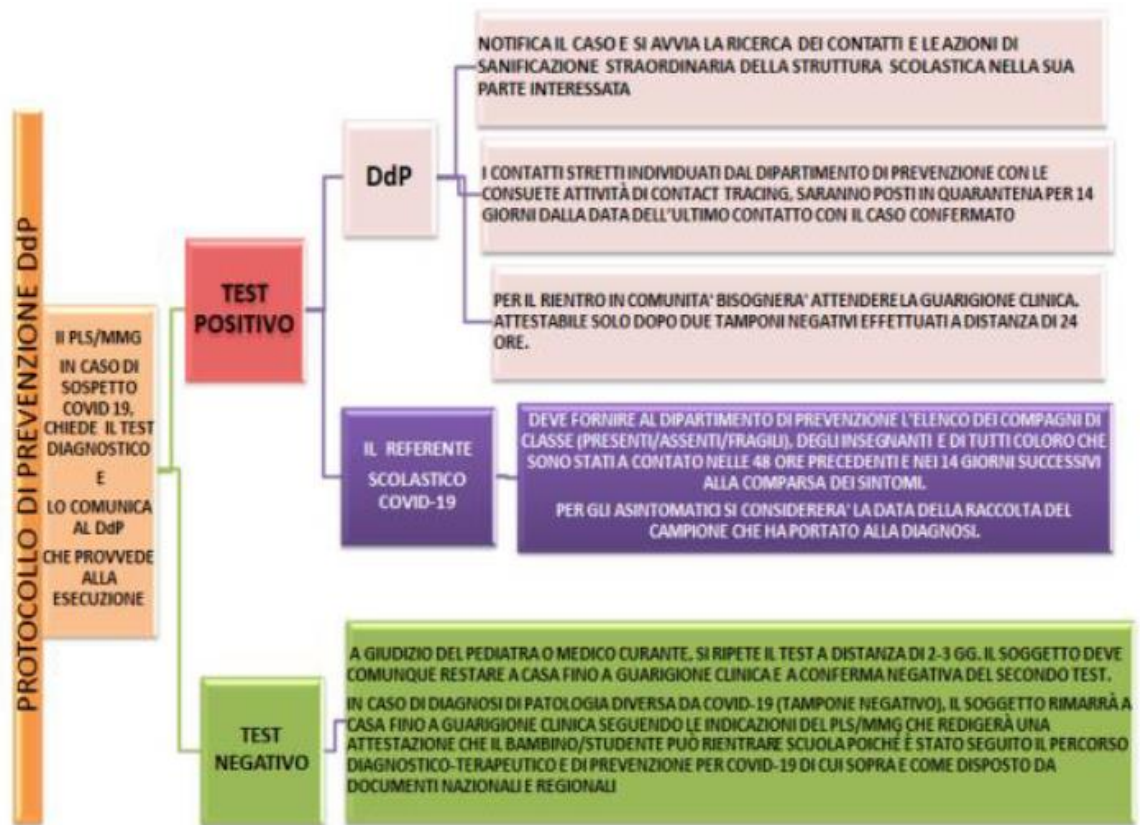 PROTOCOLLO DI PREVENZIONE DdP
II PLS/MMG
IN CASO DI
SOSPETTO
COVID 19,
CHIEDE IL TEST
DIAGNOSTICO
E
LO COMUNICA
AL DdP
CHE PROVVEDE
ALLA
ESECUZIONE
TEST
POSITIVO
DdP
NOTIFICA IL CASO E SI AVVIA LA RICERCA DEI CONTATTI E LE AZIONI DI
SANIFICAZIONE STRAORDINARIA DELLA STRUTTURA SCOLASTICA NELLA SUA
PARTE INTERESSATA
I CONTATTI STRETTI INDIVIDUATI DAL DIPARTIMENTO DI PREVENZIONE CON LE
CONSUETE ATTIVITÀ DI CONTACT TRACING, SARANNO POSTI IN QUARANTENA PER 14
GIORNI DALLA DATA DELL'ULTIMO CONTATTO CON IL CASO CONFERMATO
PER IL RIENTRO IN COMUNITA' BISOGNERA' ATTENDERE LA GUARIGIONE CLINICA.
ATTESTABILE SOLO DOPO DUE TAMPONI NEGATIVI EFFETTUATI A DISTANZA DI 24
ORE.
IL REFERENTE
SCOLASTICO
COVID-19
DEVE FORNIRE AL DIPARTIMENTO DI PREVENZIONE L'ELENCO DEI COMPAGNI DI
CLASSE (PRESENTI/ASSENTI/FRAGILI), DEGLI INSEGNANTI E DI TUTTI COLORO CHE
SONO STATI A CONTATO NELLE 48 ORE PRECEDENTI E NEI 14 GIORNI SUCCESSIVI
ALLA COMPARSA DEI SINTOMI.
PER GLI ASINTOMATICI SI CONSIDERERA' LA DATA DELLA RACCOLTA DEL
CAMPIONE CHE HA PORTATO ALLA DIAGNOSI.
TEST
NEGATIVO
A GIUDIZIO DEL PEDIATRA O MEDICO CURANTE, SI RIPETE IL TEST A DISTANZA DI 2-3 GG. IL SOGGETTO DEVE
COMUNQUE RESTARE A CASA FINO A GUARIGIONE CLINICA E A CONFERMA NEGATIVA DEL SECONDO TEST.
IN CASO DI DIAGNOSI DI PATOLOGIA DIVERSA DA COVID-19 (TAMPONE NEGATIVO), IL SOGGETTO RIMARRÀ A
CASA FINO A GUARIGIONE CLINICA SEGUENDO LE INDICAZIONI DEL PLS/MMG CHE REDIGERÀ UNA
ATTESTAZIONE CHE IL BAMBINO/STUDENTE PUÒ RIENTRARE SCUOLA POICHÉ È STATO SEGUITO IL PERCORSO
DIAGNOSTICO-TERAPEUTICO E DI PREVENZIONE PER COVID-19 DI CUI SOPRA E COME DISPOSTO DA
DOCUMENTI NAZIONALI E REGIONALI